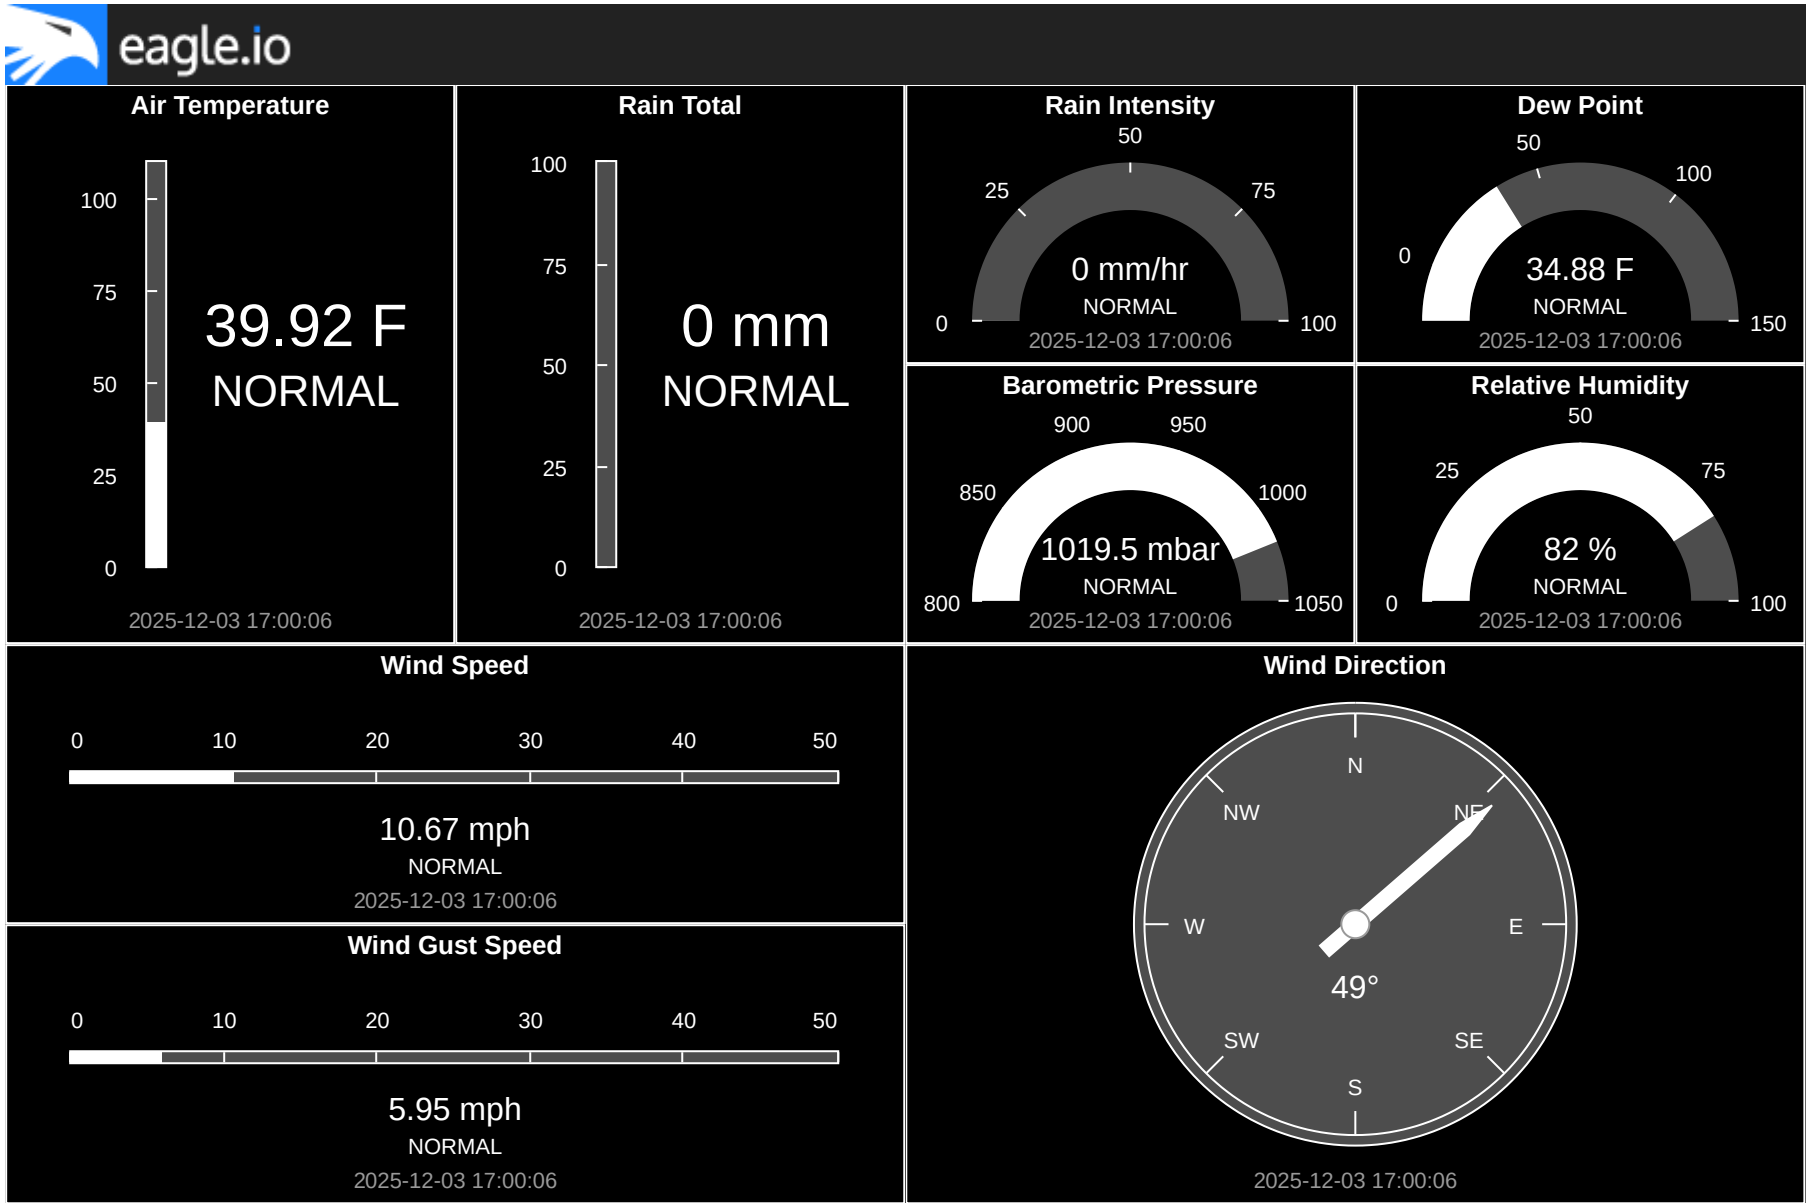 eagle.io
Air Temperature
100
75
50
25
0
39.92 F
NORMAL
2025-12-03 17:00:06
Rain Total
100
75
50
25
0
0 mm
NORMAL
2025-12-03 17:00:06
Rain Intensity
50
25
75
0
100
0 mm/hr
NORMAL
2025-12-03 17:00:06
Dew Point
50
100
0
150
34.88 F
NORMAL
2025-12-03 17:00:06
Barometric Pressure
900
950
850
1000
800
1050
1019.5 mbar
NORMAL
2025-12-03 17:00:06
Relative Humidity
50
25
75
0
100
82 %
NORMAL
2025-12-03 17:00:06
Wind Speed
0 10 20 30 40 50
10.67 mph
NORMAL
2025-12-03 17:00:06
Wind Gust Speed
0 10 20 30 40 50
5.95 mph
NORMAL
2025-12-03 17:00:06
Wind Direction
N
NW
NE
W
E
49°
SW
SE
S
2025-12-03 17:00:06